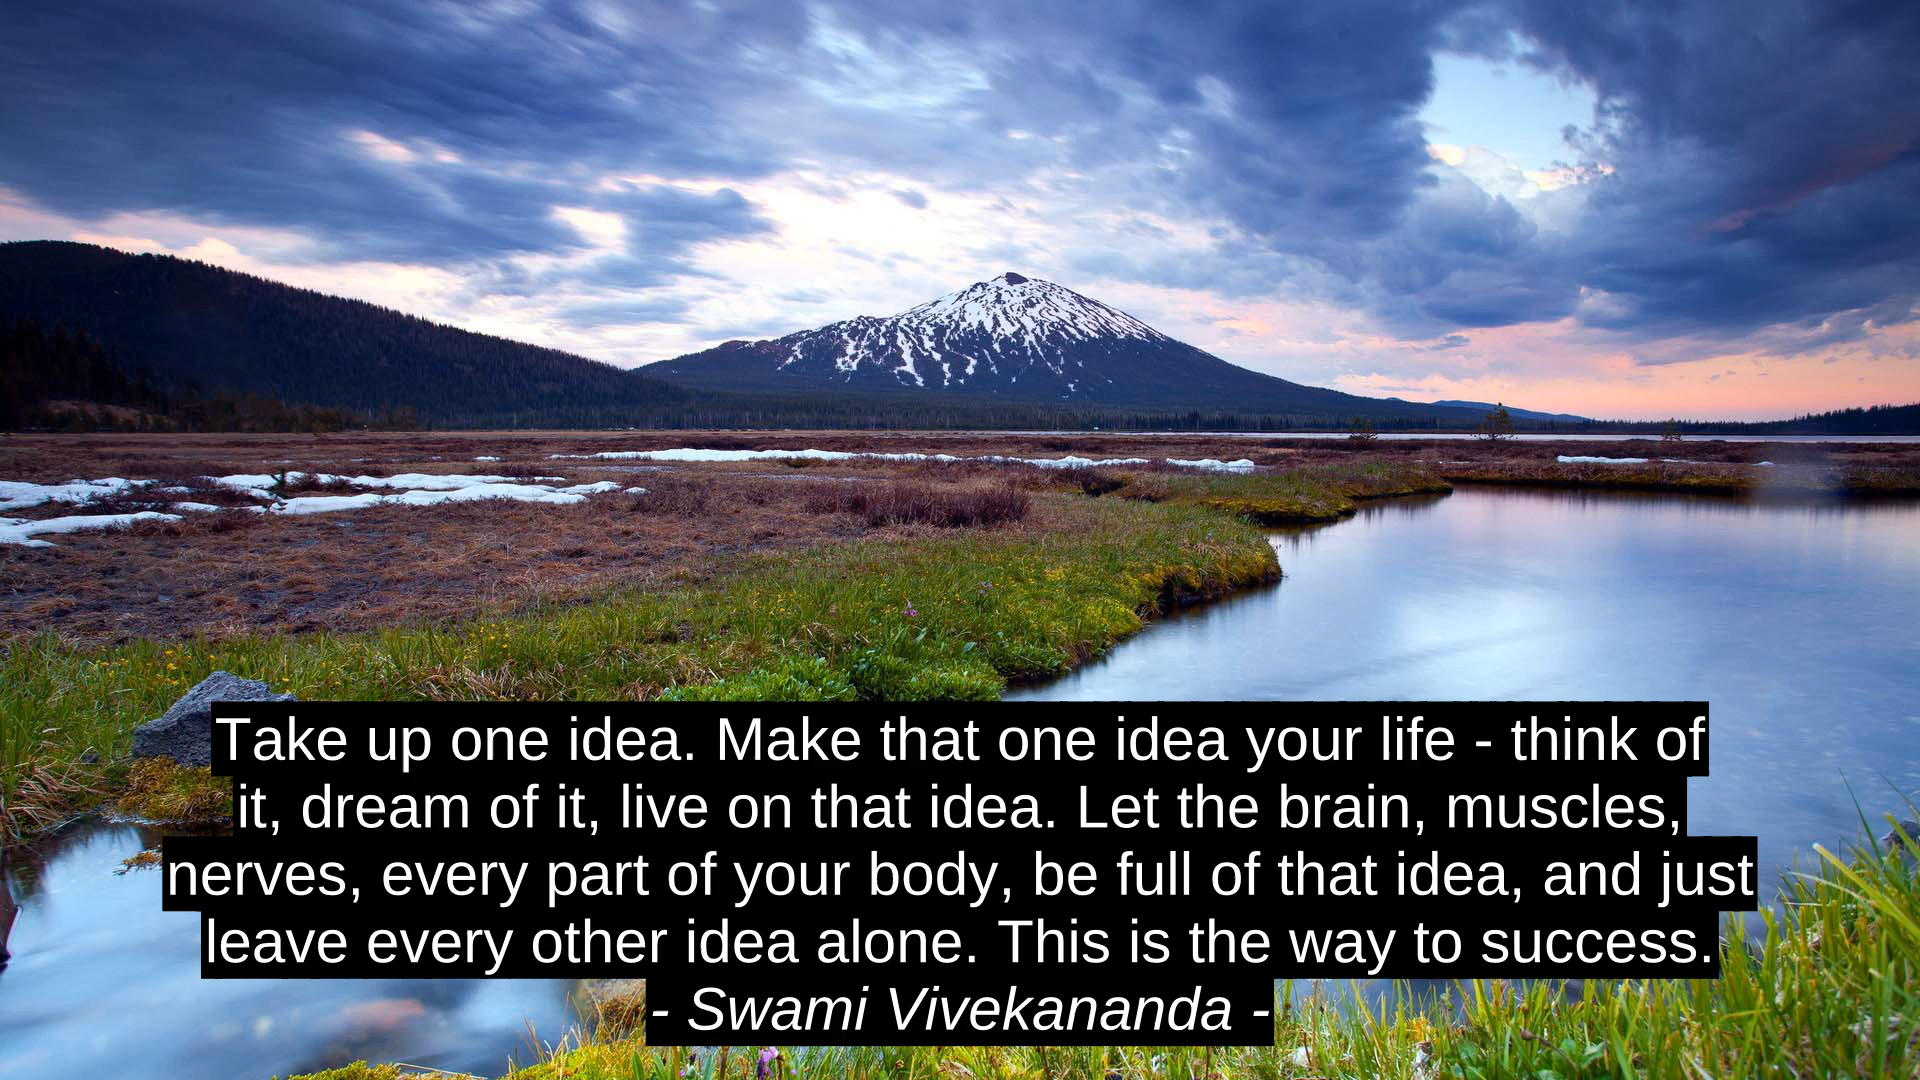 Take up one idea. Make that one idea your life - think of
it, dream of it, live on that idea. Let the brain, muscles,
nerves, every part of your body, be full of that idea, and just
leave every other idea alone. This is the way to success.
- Swami Vivekananda -